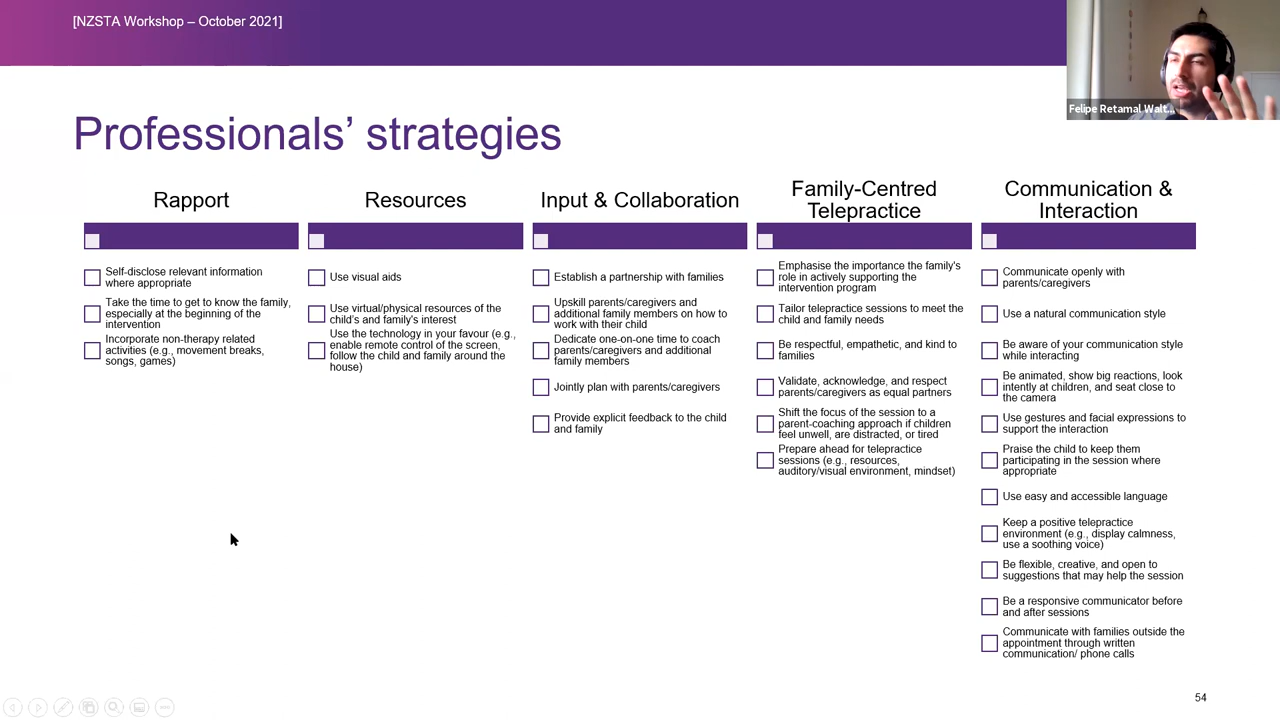 [NZSTA Workshop – October 2021]
Felipe Retamal Walt...
Professionals’ strategies
Rapport
Self-disclose relevant information
where appropriate
Take the time to get to know the family,
especially at the beginning of the
intervention
Incorporate non-therapy related
activities (e.g., movement breaks,
songs, games)
Resources
Use visual aids
Use virtual/physical resources of the
child's and family's interest
Use the technology in your favour (e.g.,
enable remote control of the screen,
follow the child and family around the
house)
Input & Collaboration
Establish a partnership with families
Upskill parents/caregivers and
additional family members on how to
work with their child
Dedicate one-on-one time to coach
parents/caregivers and additional
family members
Jointly plan with parents/caregivers
Provide explicit feedback to the child
and family
Family-Centred
Telepractice
Emphasise the importance the family's
role in actively supporting the
intervention program
Tailor telepractice sessions to meet the
child and family needs
Be respectful, empathetic, and kind to
families
Validate, acknowledge, and respect
parents/caregivers as equal partners
Shift the focus of the session to a
parent-coaching approach if children
feel unwell, are distracted, or tired
Prepare ahead for telepractice
sessions (e.g., resources,
auditory/visual environment, mindset)
Communication &
Interaction
Communicate openly with
parents/caregivers
Use a natural communication style
Be aware of your communication style
while interacting
Be animated, show big reactions, look
intently at children, and seat close to
the camera
Use gestures and facial expressions to
support the interaction
Praise the child to keep them
participating in the session where
appropriate
Use easy and accessible language
Keep a positive telepractice
environment (e.g., display calmness,
use a soothing voice)
Be flexible, creative, and open to
suggestions that may help the session
Be a responsive communicator before
and after sessions
Communicate with families outside the
appointment through written
communication/ phone calls
54